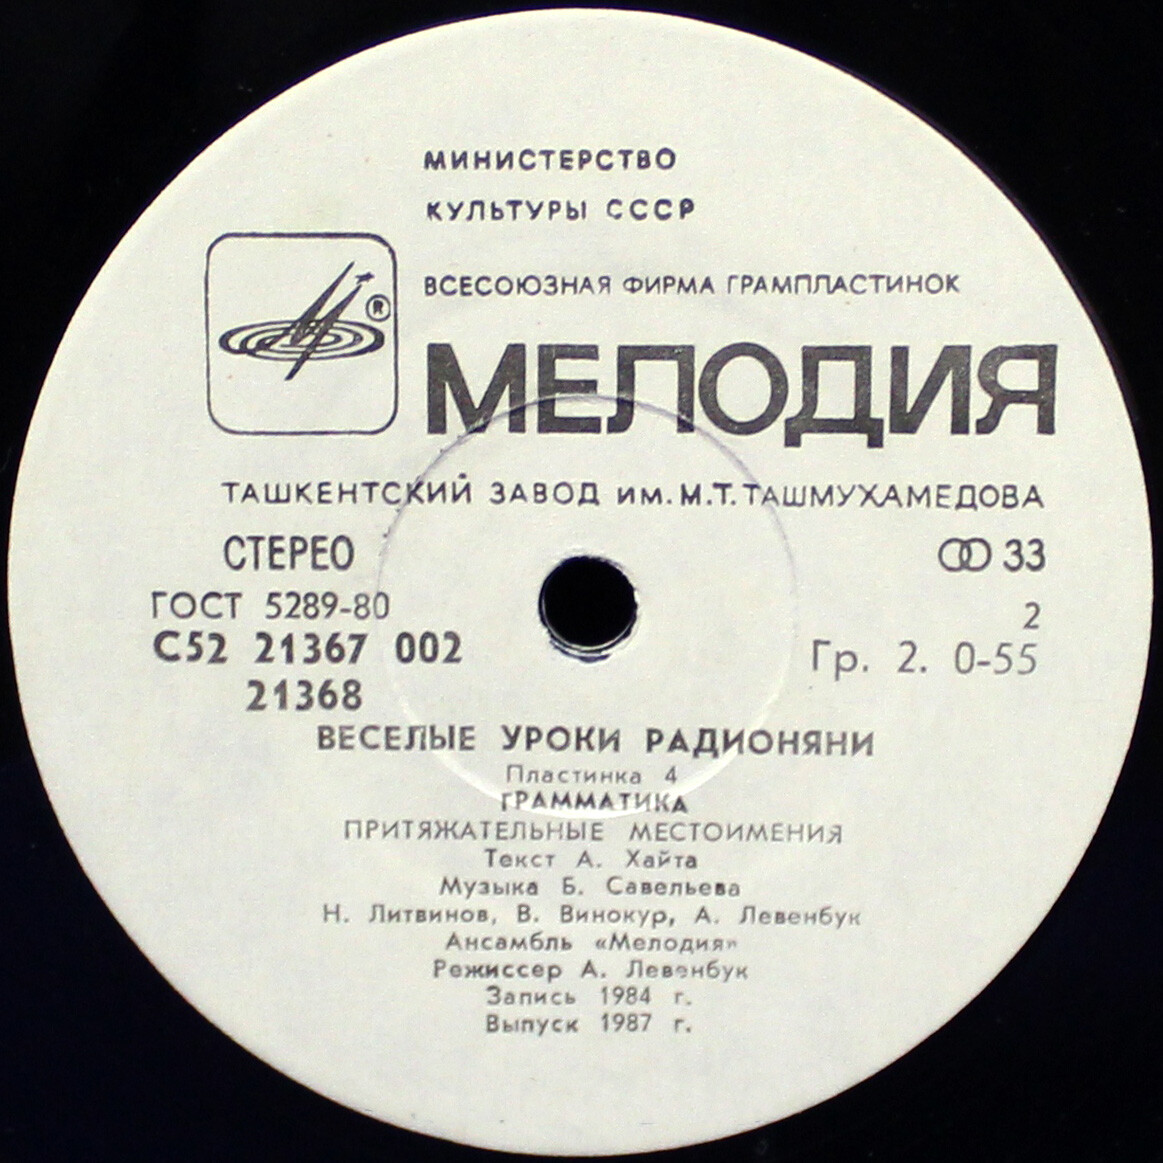 МИНИСТЕРСТВО
КУЛЬТУРЫ СССР
ВСЕСОЮЗНАЯ ФИРМА ГРАМПЛАСТИНОК
®
МЕЛОДИЯ
ТАШКЕНТСКИЙ ЗАВОД ИМ. М.Т. ТАШМУХАМЕДОВА
СТЕРЕО
33
ГОСТ 5289-80
2
С52 21367 002
Гр. 2. 0-55
21368
ВЕСЕЛЫЕ УРОКИ РАДИОНЯНИ
Пластинка 4
ГРАММАТИКА
ПРИТЯЖАТЕЛЬНЫЕ МЕСТОИМЕНИЯ
Текст А. Хайта
Музыка Б. Савельева
Н. Литвинов, В. Винокур, А. Левенбук
Ансамбль «Мелодия»
Режиссер А. Левенбук
Запись 1984 г.
Выпуск 1987 г.